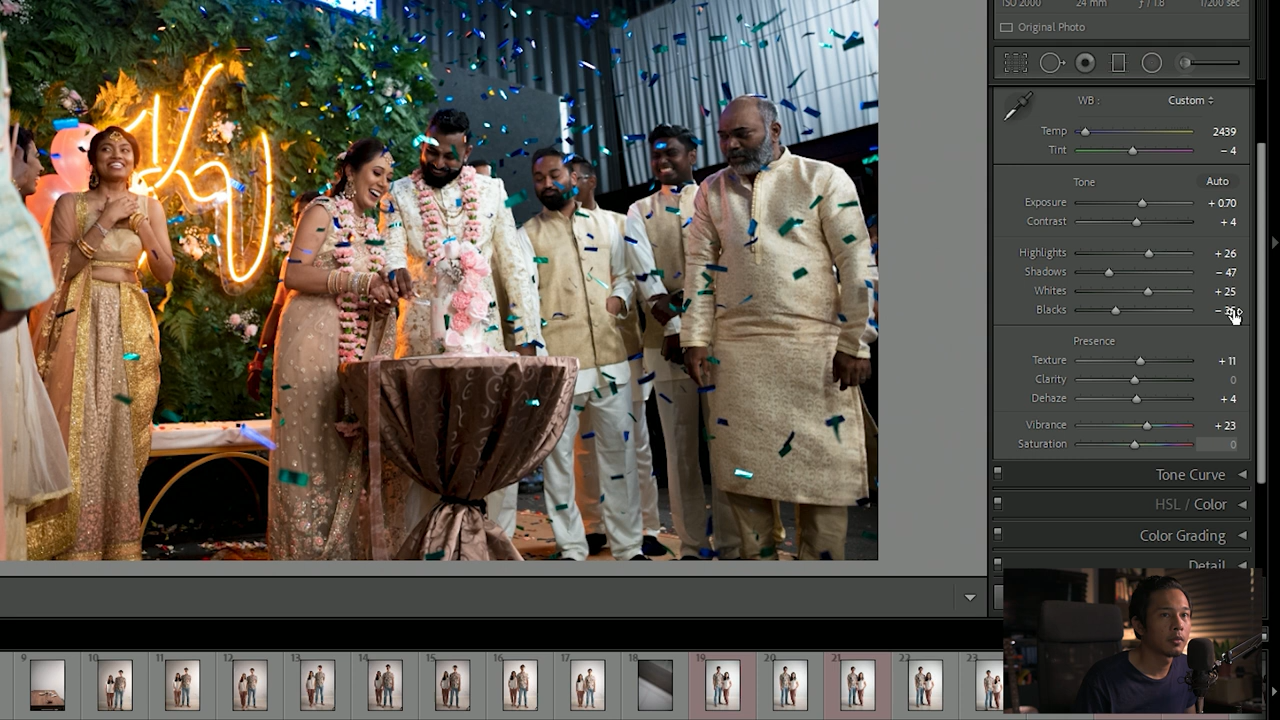 ISO 2000 24 mm ƒ / 1.8 1/200 sec
Original Photo
WB : Custom
Temp 2439
Tint − 4
Tone Auto
Exposure + 0.70
Contrast + 4
Highlights + 26
Shadows − 47
Whites + 25
Blacks
Presence
Texture + 11
Clarity 0
Dehaze + 4
Vibrance + 23
Saturation 0
Tone Curve
HSL / Color
Color Grading
Detail
9 10 11 12 13 14 15 16 17 18 19 20 21 22 23